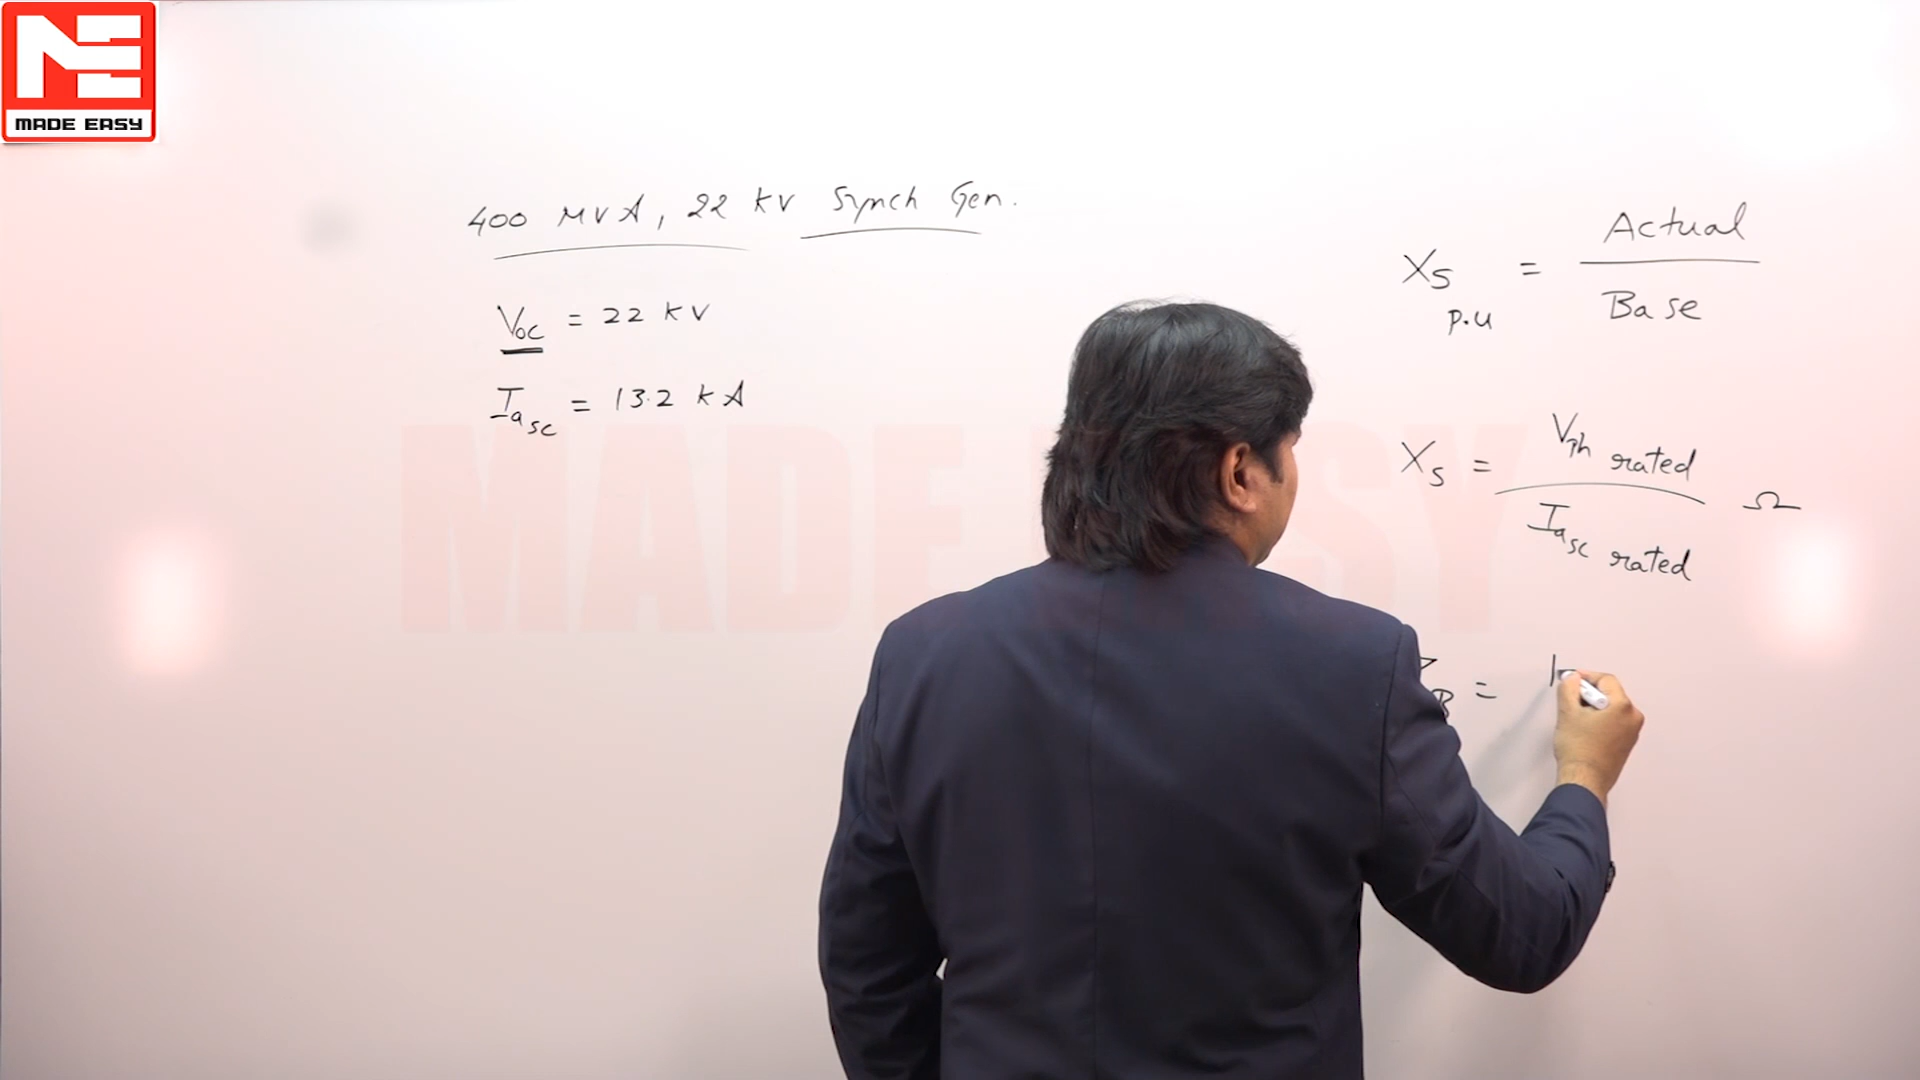 MADE EASY
400 MVA, 22 KV Synch Gen.
Voc = 22 KV
Iasc = 13.2 kA
Xs p.u = Actual / Base
Xs = Vph rated / Iasc rated Ω
MADE EASY